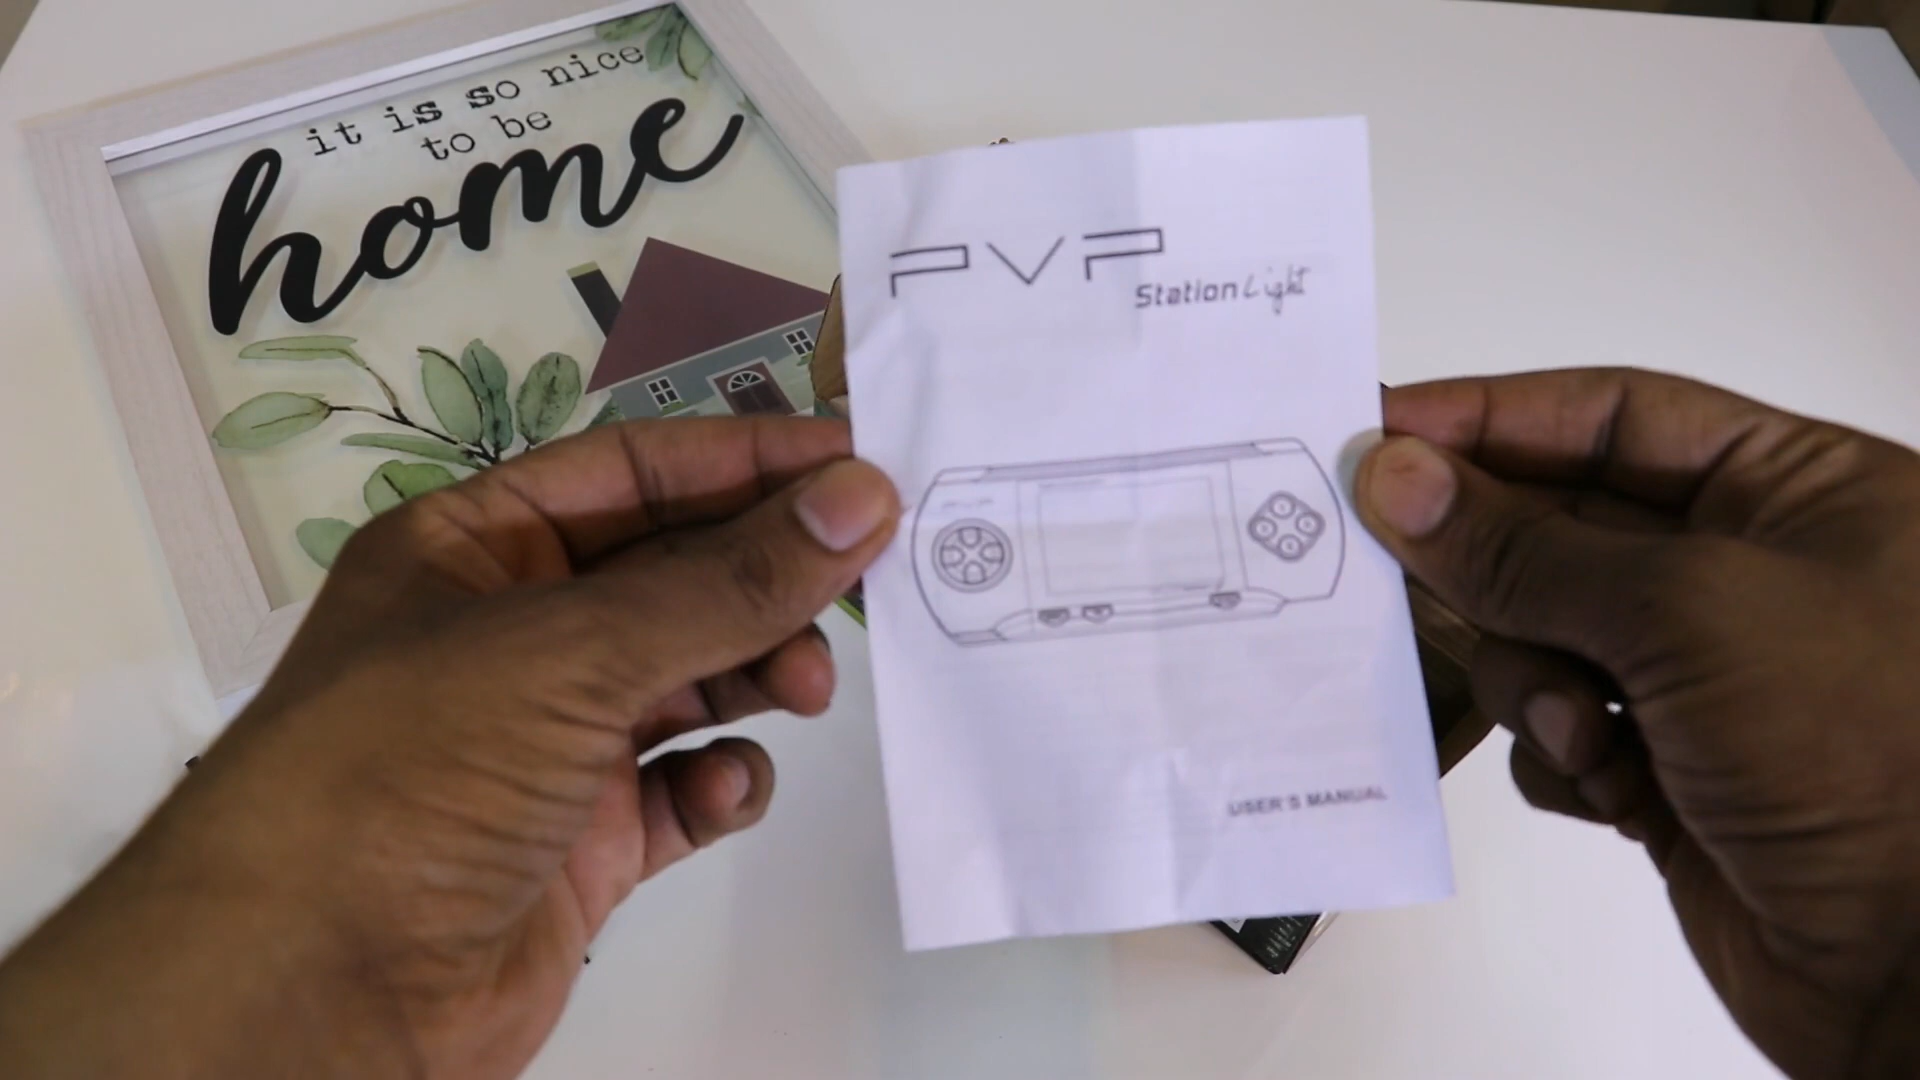 it is so nice
to be
home
PVP
Station Light
USER'S MANUAL